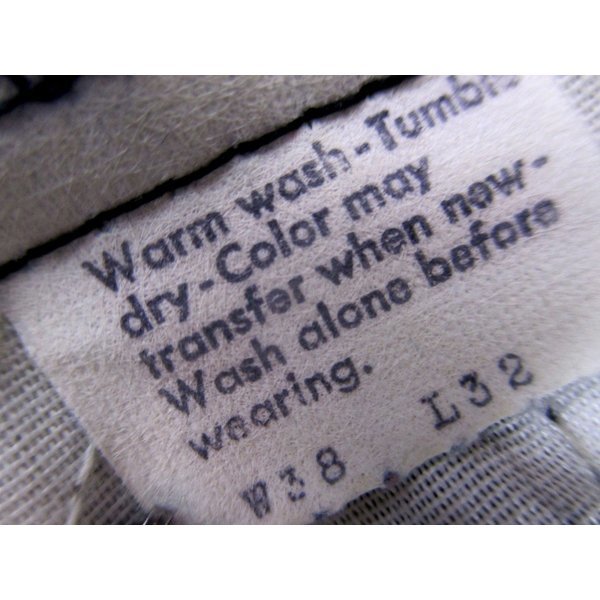 Warm wash-Tumble
dry-Color may
transfer when new-
Wash alone before
wearing.
W38 L32